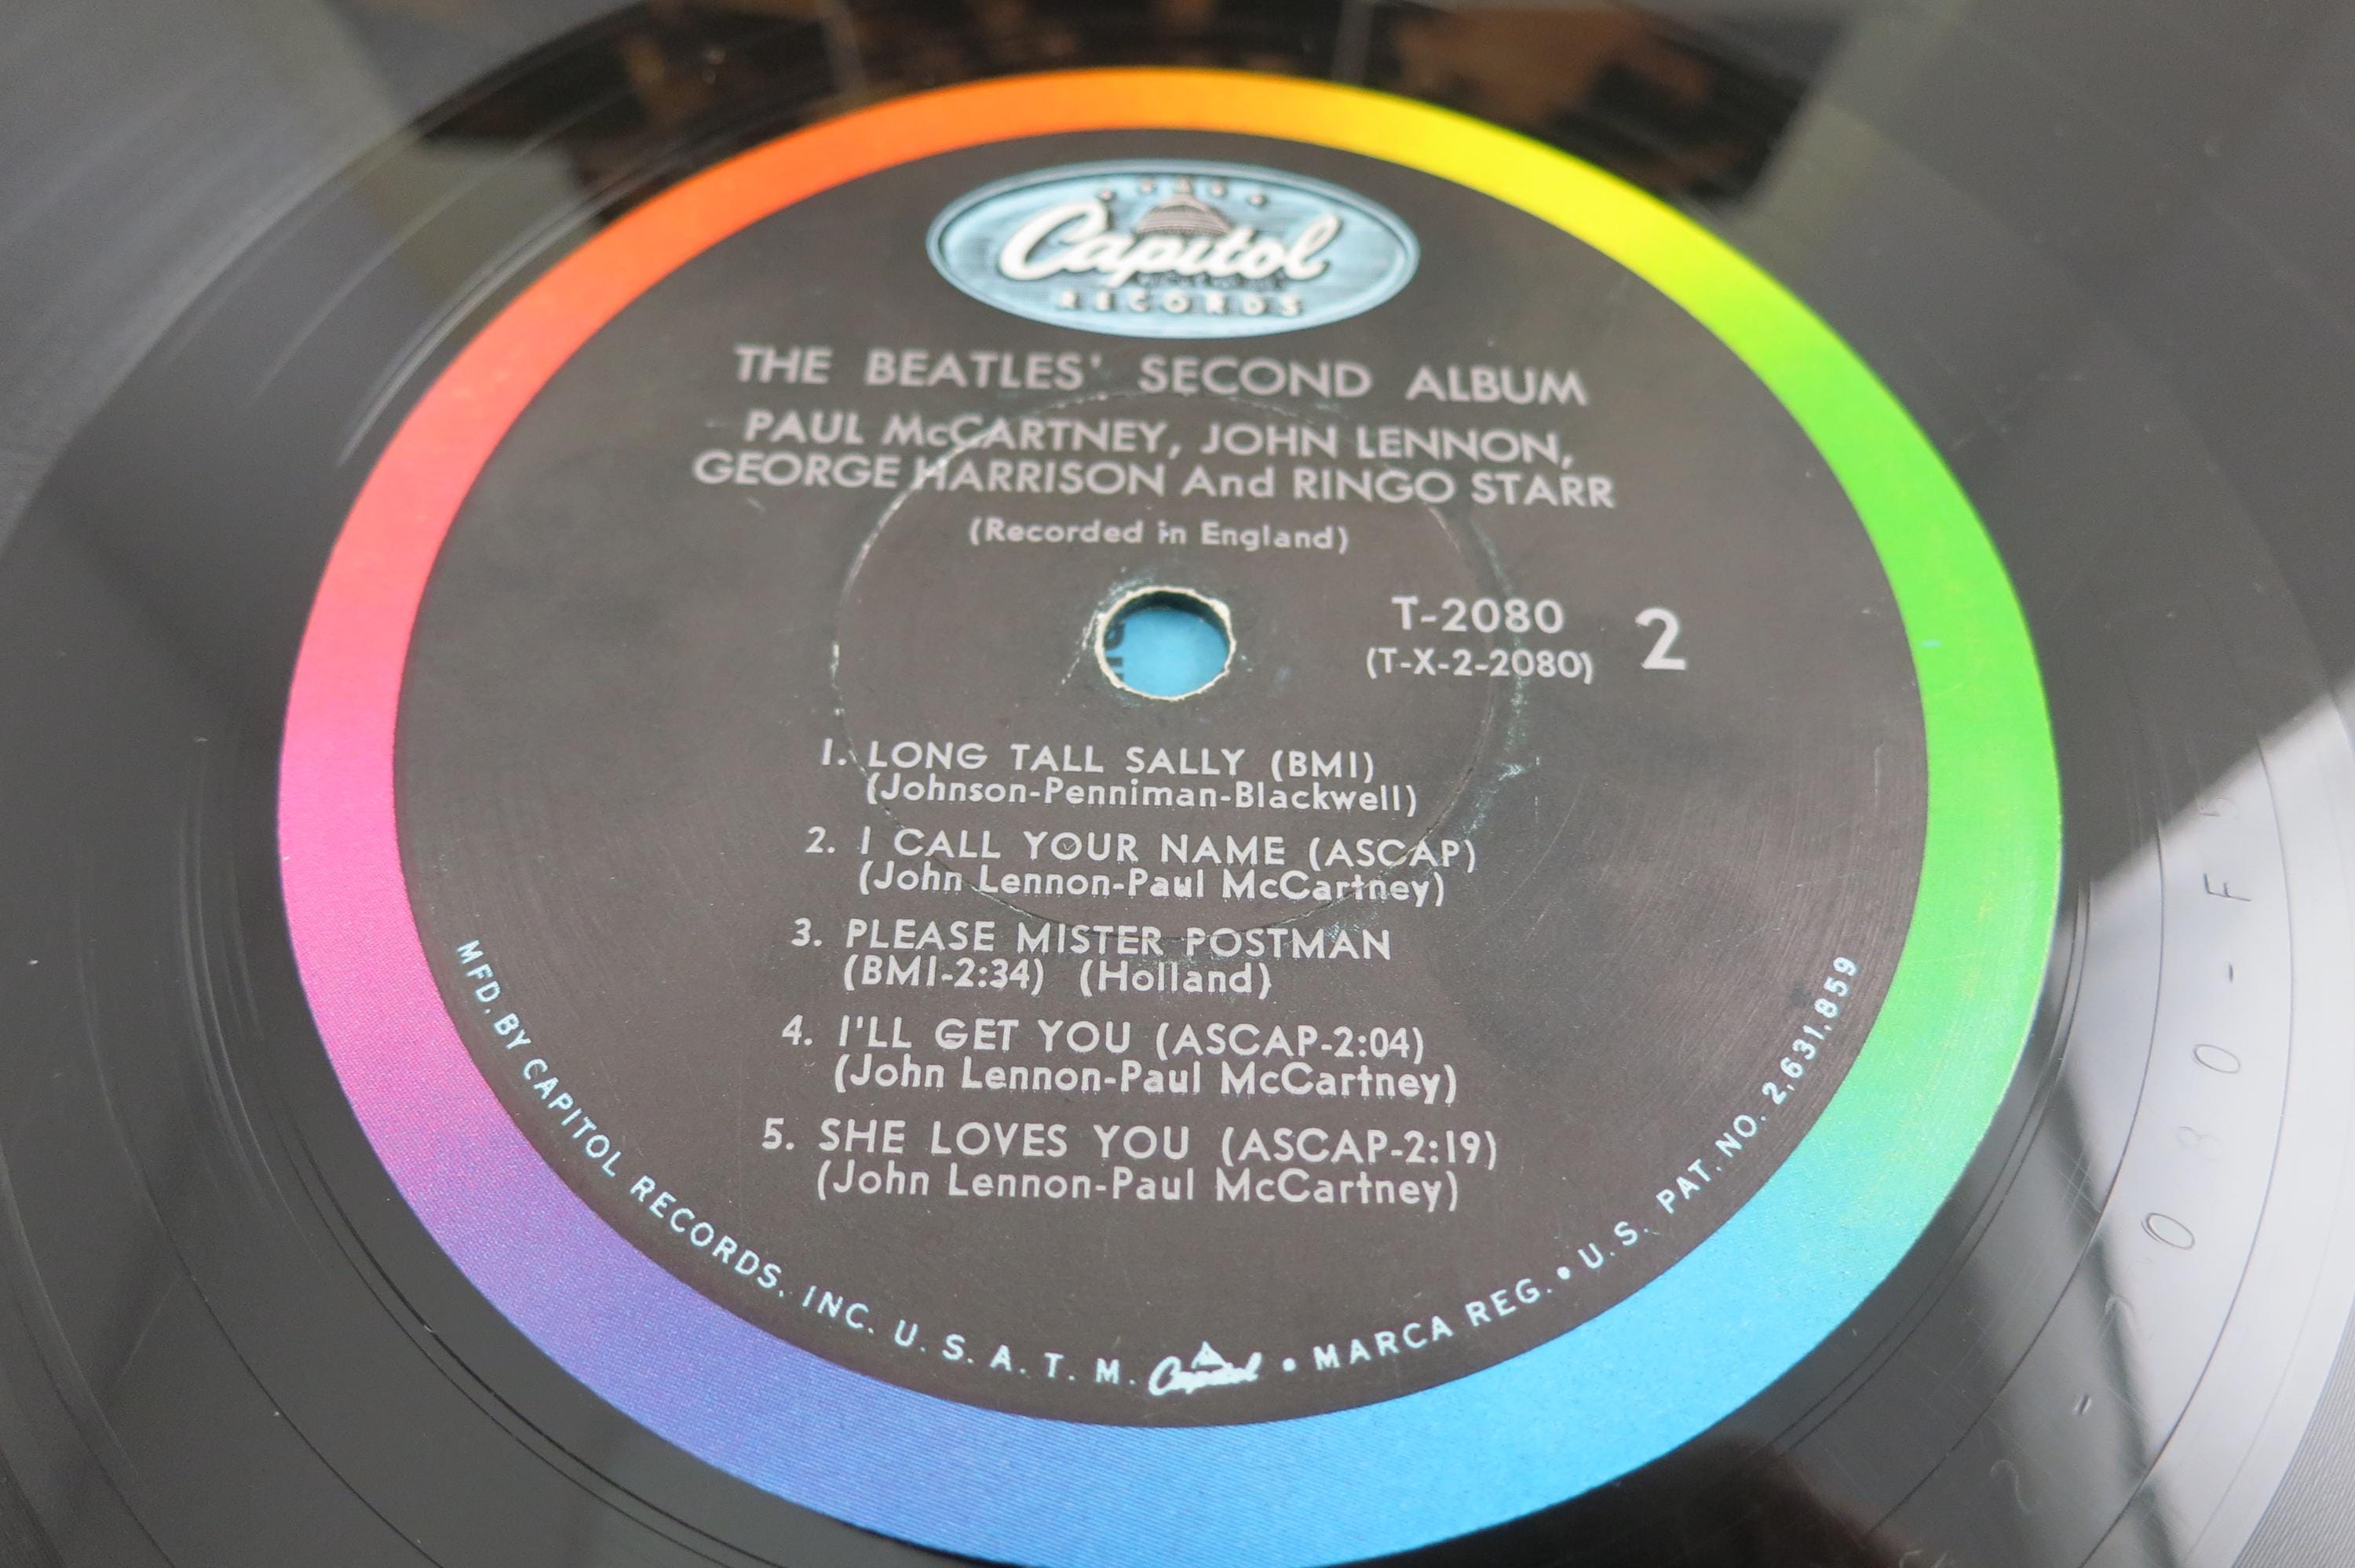 Capitol
RECORDS
THE BEATLES' SECOND ALBUM
PAUL McCARTNEY, JOHN LENNON,
GEORGE HARRISON And RINGO STARR
(Recorded in England)
T-2080
(T-X-2-2080)
2
1. LONG TALL SALLY (BMI)
(Johnson-Penniman-Blackwell)
2. I CALL YOUR NAME (ASCAP)
(John Lennon-Paul McCartney)
3. PLEASE MISTER POSTMAN
(BMI-2:34) (Holland)
4. I'LL GET YOU (ASCAP-2:04)
(John Lennon-Paul McCartney)
5. SHE LOVES YOU (ASCAP-2:19)
(John Lennon-Paul McCartney)
MFD. BY CAPITOL RECORDS, INC. U. S. A. T. M. Capitol • MARCA REG. • U. S. PAT. NO. 2,631,859